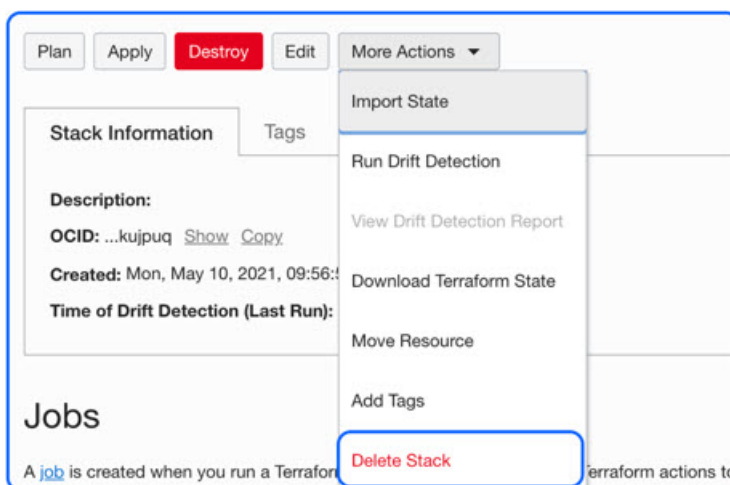 Plan Apply Destroy Edit More Actions
Import State
Stack Information Tags
Run Drift Detection
Description:
View Drift Detection Report
OCID: ...kujpuq Show Copy
Created: Mon, May 10, 2021, 09:56:
Download Terraform State
Time of Drift Detection (Last Run):
Move Resource
Add Tags
Jobs
Delete Stack
A job is created when you run a Terraform actions to